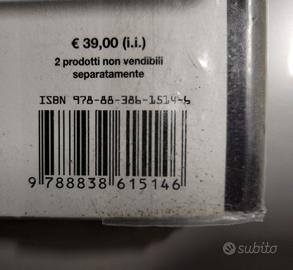 € 39,00 (i.i.)
2 prodotti non vendibili
separatamente
ISBN 978-88-386-1514-6
9 788838 615146
subito